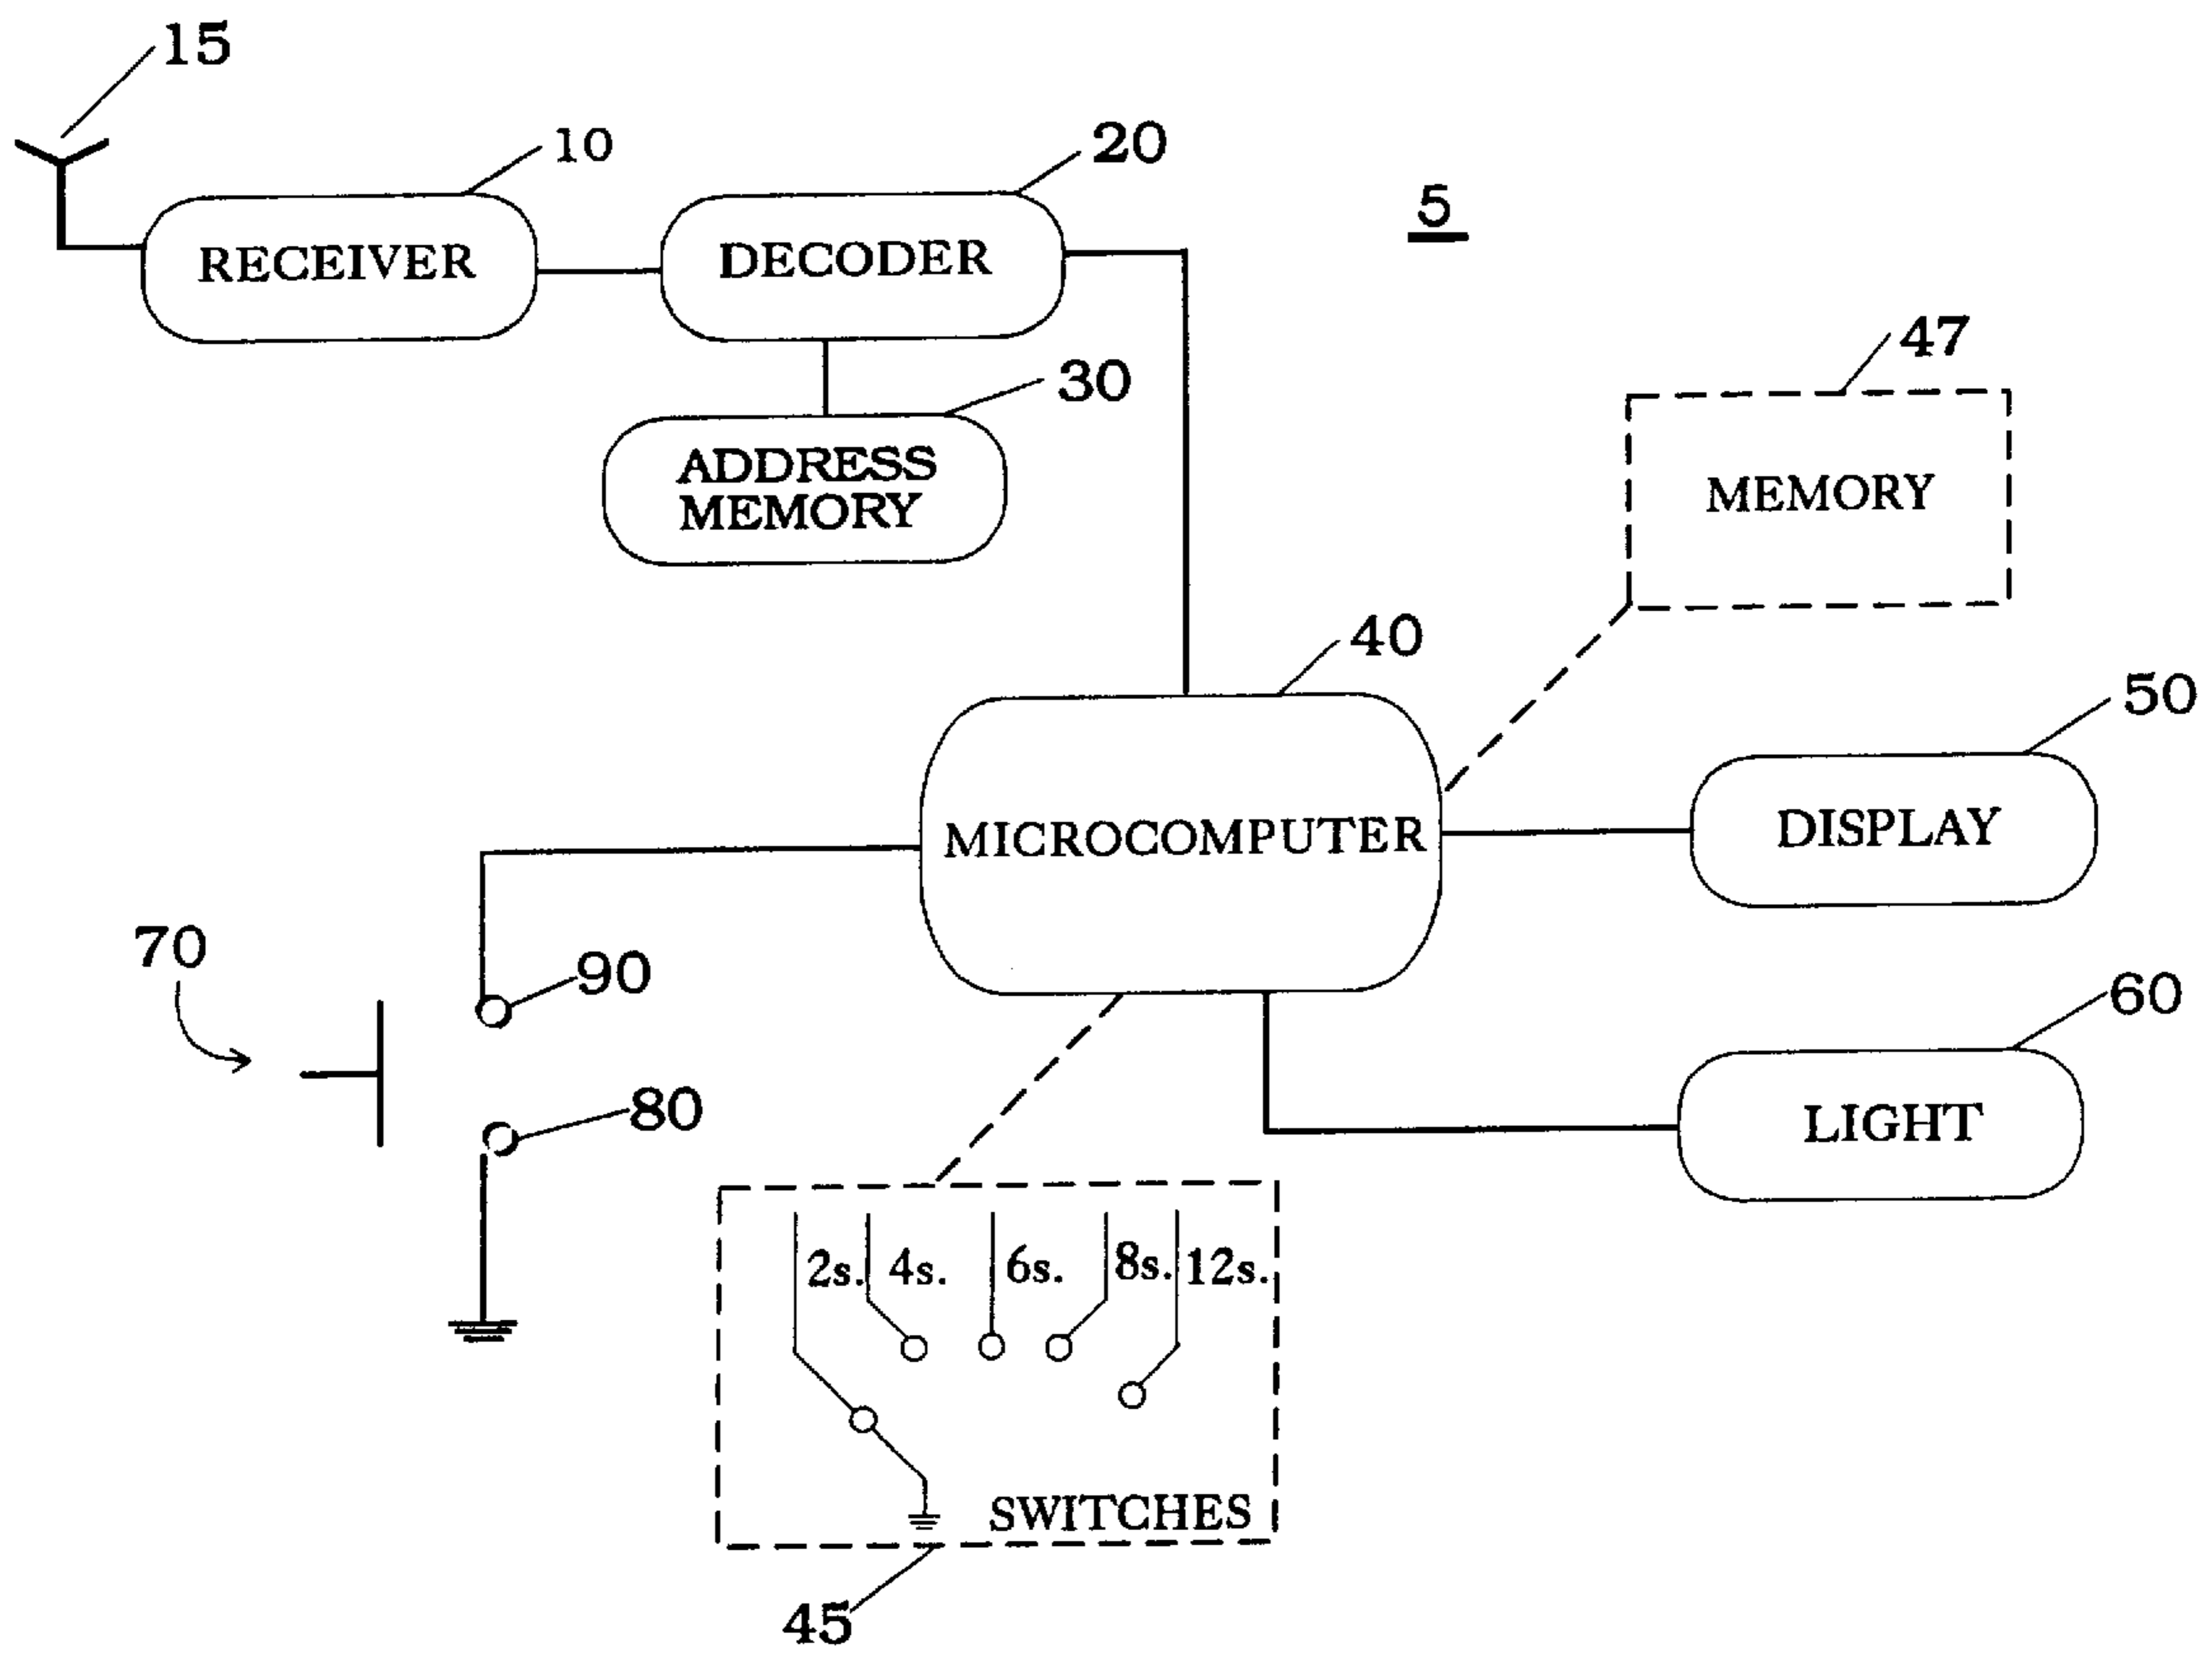 15
10
20
5
RECEIVER
DECODER
47
30
ADDRESS
MEMORY
MEMORY
40
50
MICROCOMPUTER
DISPLAY
70
90
60
80
LIGHT
2s. 4s. 6s. 8s. 12s.
SWITCHES
45